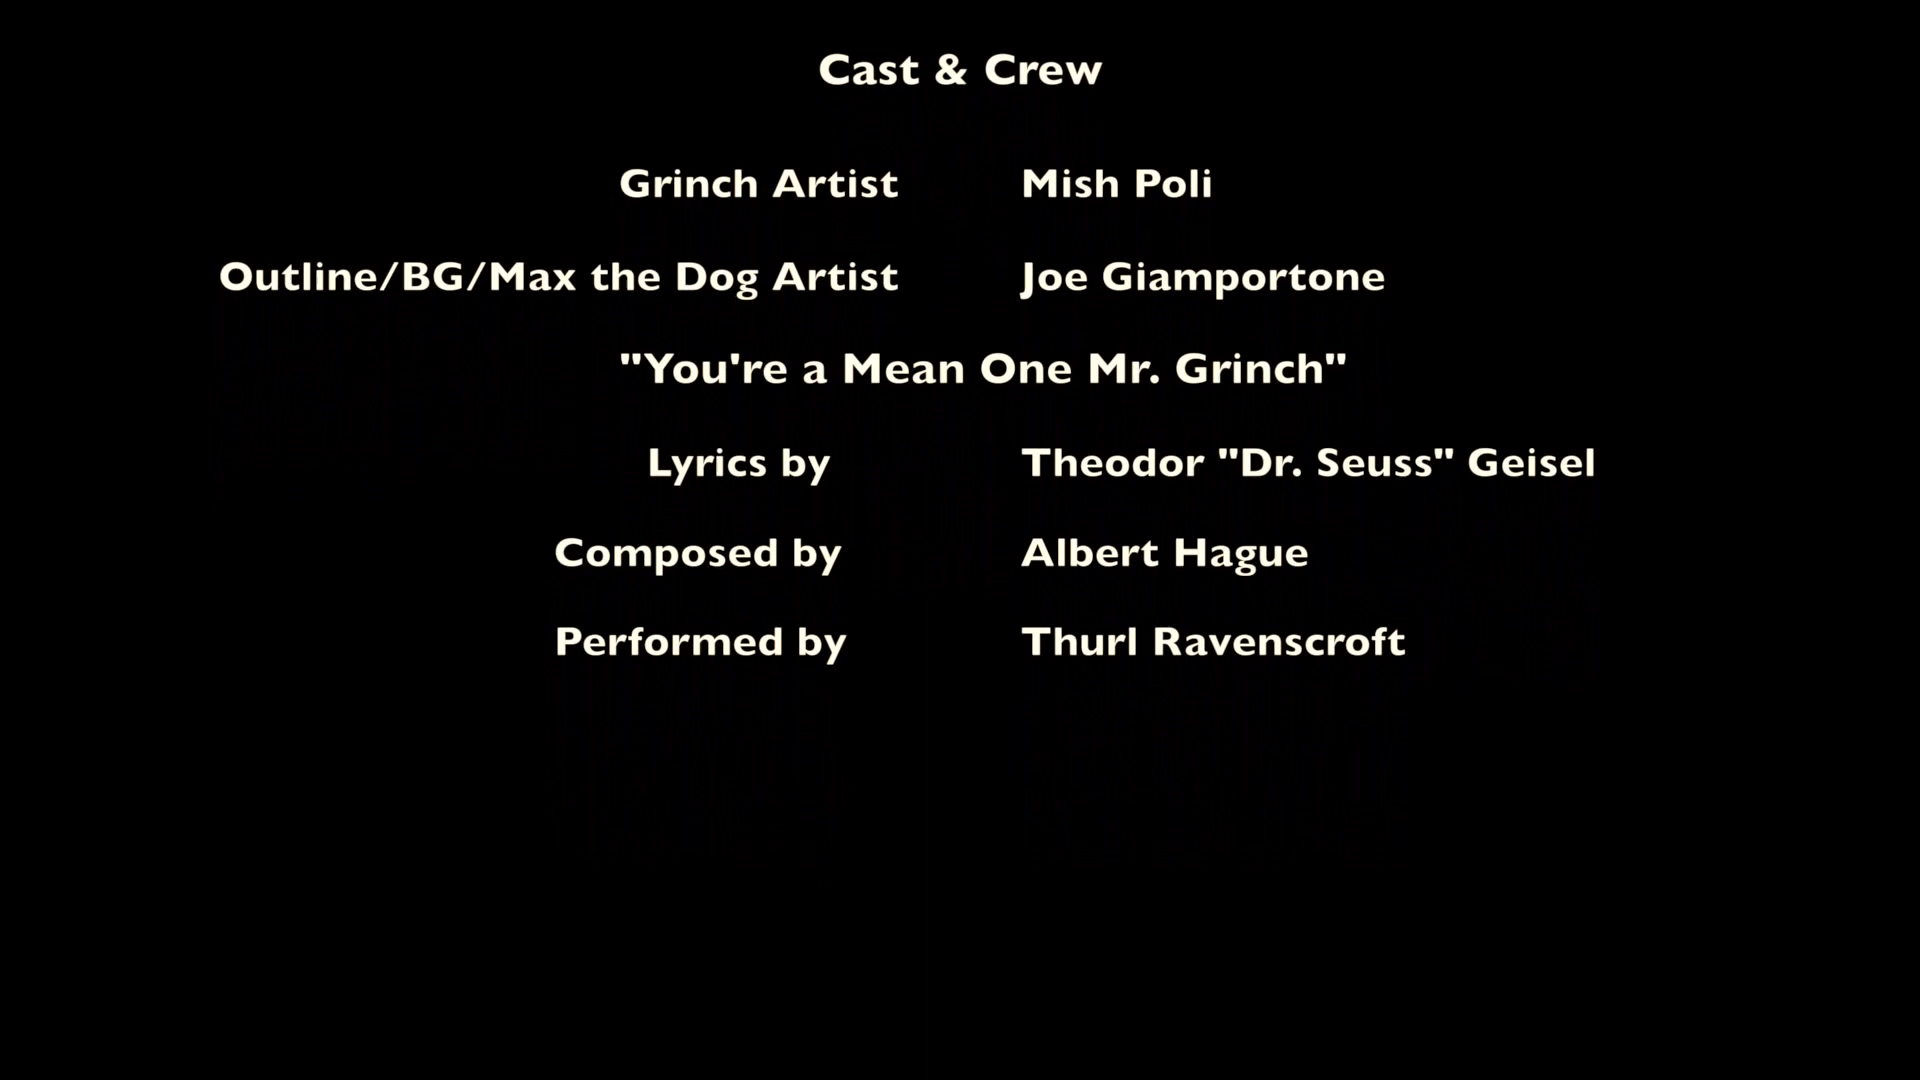 Cast & Crew
Grinch Artist Mish Poli
Outline/BG/Max the Dog Artist Joe Giamportone
"You're a Mean One Mr. Grinch"
Lyrics by Theodor "Dr. Seuss" Geisel
Composed by Albert Hague
Performed by Thurl Ravenscroft